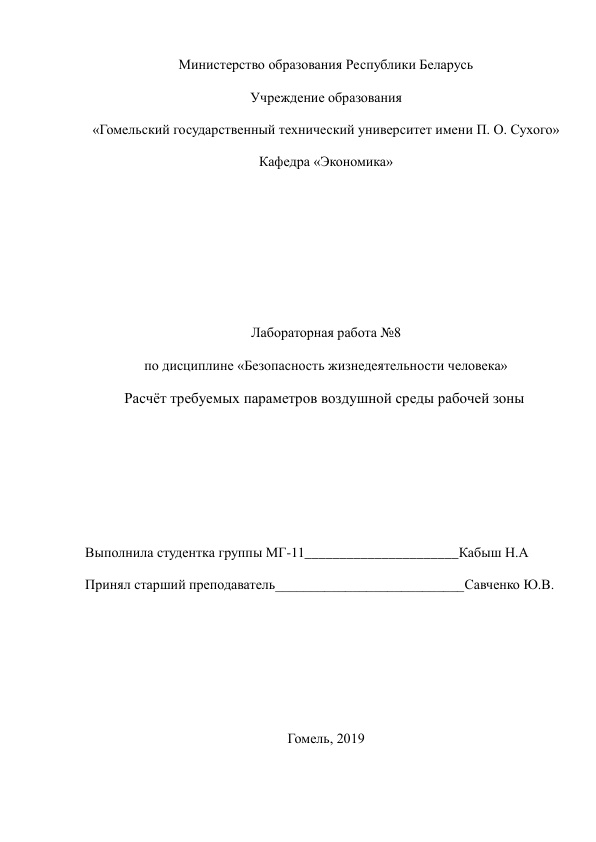 Министерство образования Республики Беларусь
Учреждение образования
«Гомельский государственный технический университет имени П. О. Сухого»
Кафедра «Экономика»
Лабораторная работа №8
по дисциплине «Безопасность жизнедеятельности человека»
Расчёт требуемых параметров воздушной среды рабочей зоны
Выполнила студентка группы МГ-11______________________Кабыш Н.А
Принял старший преподаватель___________________________Савченко Ю.В.
Гомель, 2019